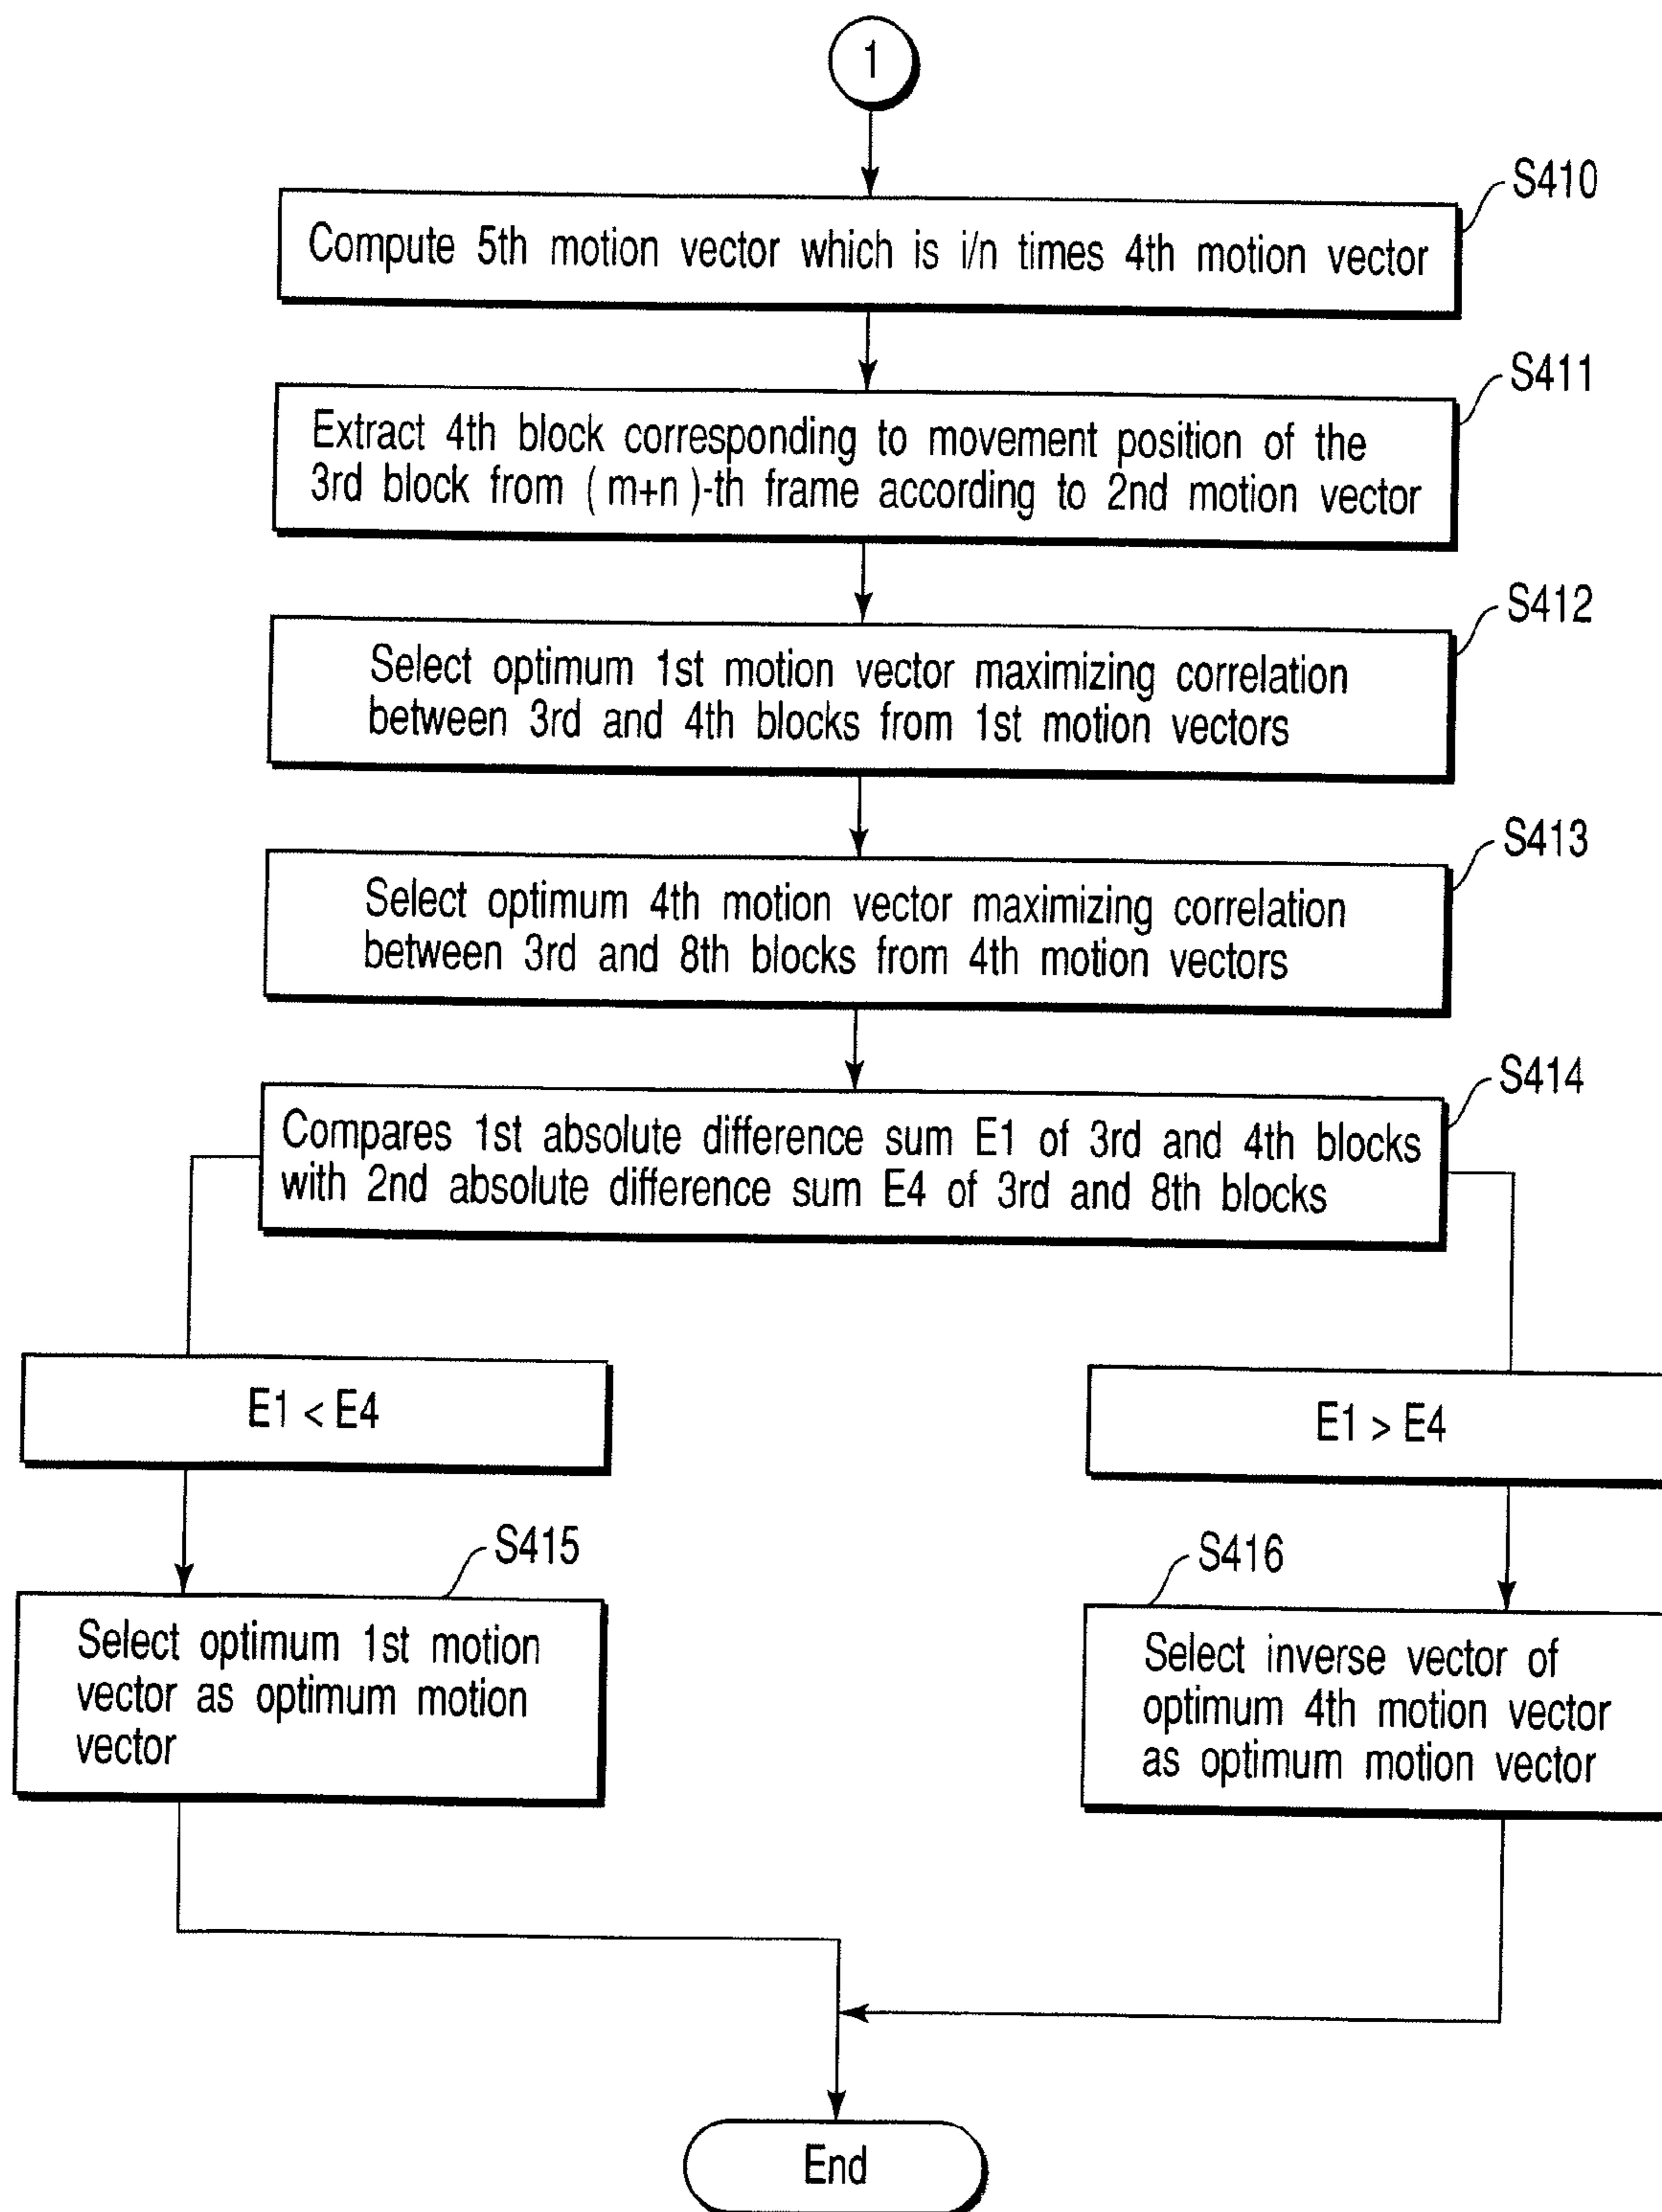 1
S410
Compute 5th motion vector which is i/n times 4th motion vector
S411
Extract 4th block corresponding to movement position of the
3rd block from ( m+n )-th frame according to 2nd motion vector
S412
Select optimum 1st motion vector maximizing correlation
between 3rd and 4th blocks from 1st motion vectors
S413
Select optimum 4th motion vector maximizing correlation
between 3rd and 8th blocks from 4th motion vectors
S414
Compares 1st absolute difference sum E1 of 3rd and 4th blocks
with 2nd absolute difference sum E4 of 3rd and 8th blocks
E1 < E4
E1 > E4
S415
Select optimum 1st motion
vector as optimum motion
vector
S416
Select inverse vector of
optimum 4th motion vector
as optimum motion vector
End